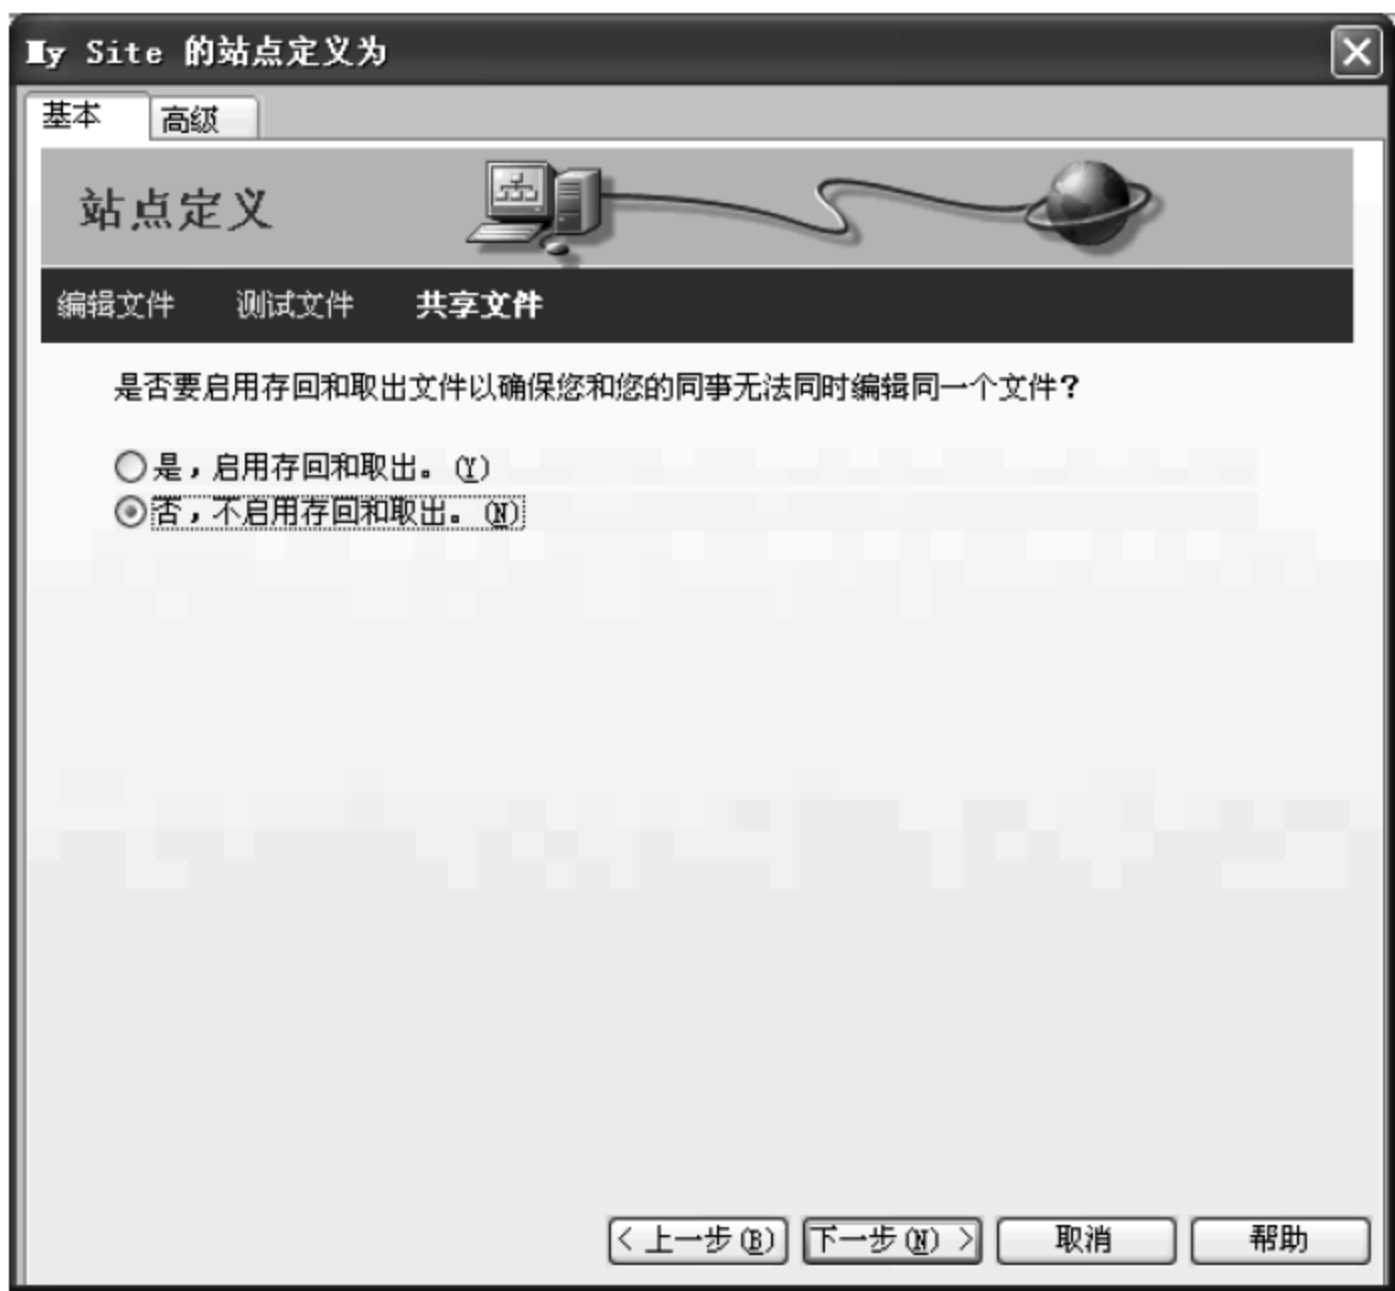 My Site 的站点定义为
基本 高级
站点定义
编辑文件 测试文件 共享文件
是否要启用存回和取出文件以确保您和您的同事无法同时编辑同一个文件？
是，启用存回和取出。(Y)
否，不启用存回和取出。(N)
< 上一步(B) 下一步(N) > 取消 帮助